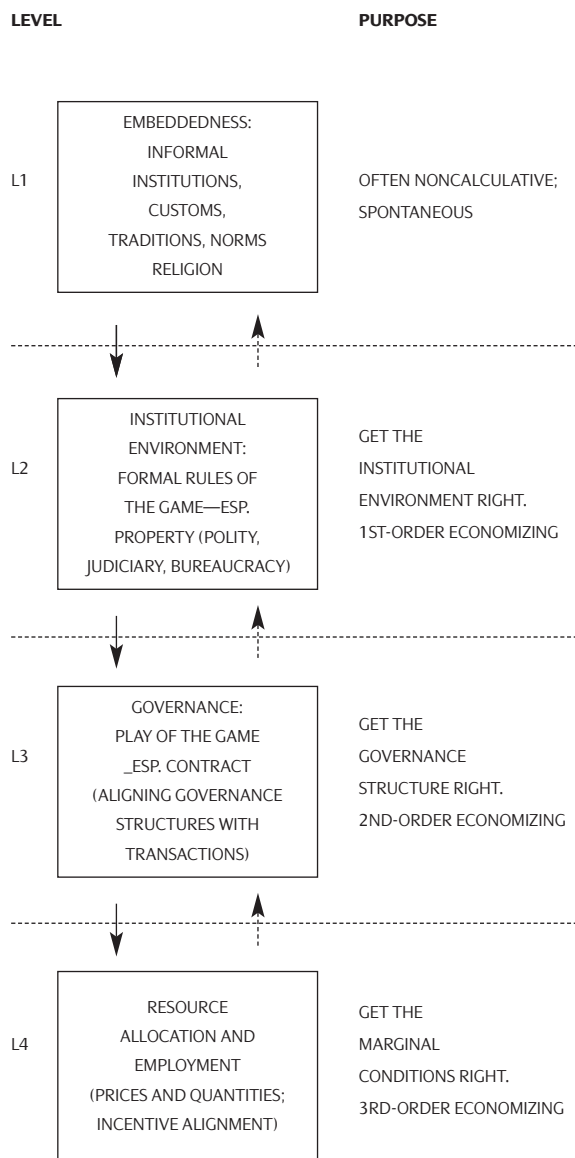 LEVEL
PURPOSE
L1
EMBEDDEDNESS:
INFORMAL
INSTITUTIONS,
CUSTOMS,
TRADITIONS, NORMS
RELIGION
OFTEN NONCALCULATIVE;
SPONTANEOUS
L2
INSTITUTIONAL
ENVIRONMENT:
FORMAL RULES OF
THE GAME—ESP.
PROPERTY (POLITY,
JUDICIARY, BUREAUCRACY)
GET THE
INSTITUTIONAL
ENVIRONMENT RIGHT.
1ST-ORDER ECONOMIZING
L3
GOVERNANCE:
PLAY OF THE GAME
_ESP. CONTRACT
(ALIGNING GOVERNANCE
STRUCTURES WITH
TRANSACTIONS)
GET THE
GOVERNANCE
STRUCTURE RIGHT.
2ND-ORDER ECONOMIZING
L4
RESOURCE
ALLOCATION AND
EMPLOYMENT
(PRICES AND QUANTITIES;
INCENTIVE ALIGNMENT)
GET THE
MARGINAL
CONDITIONS RIGHT.
3RD-ORDER ECONOMIZING